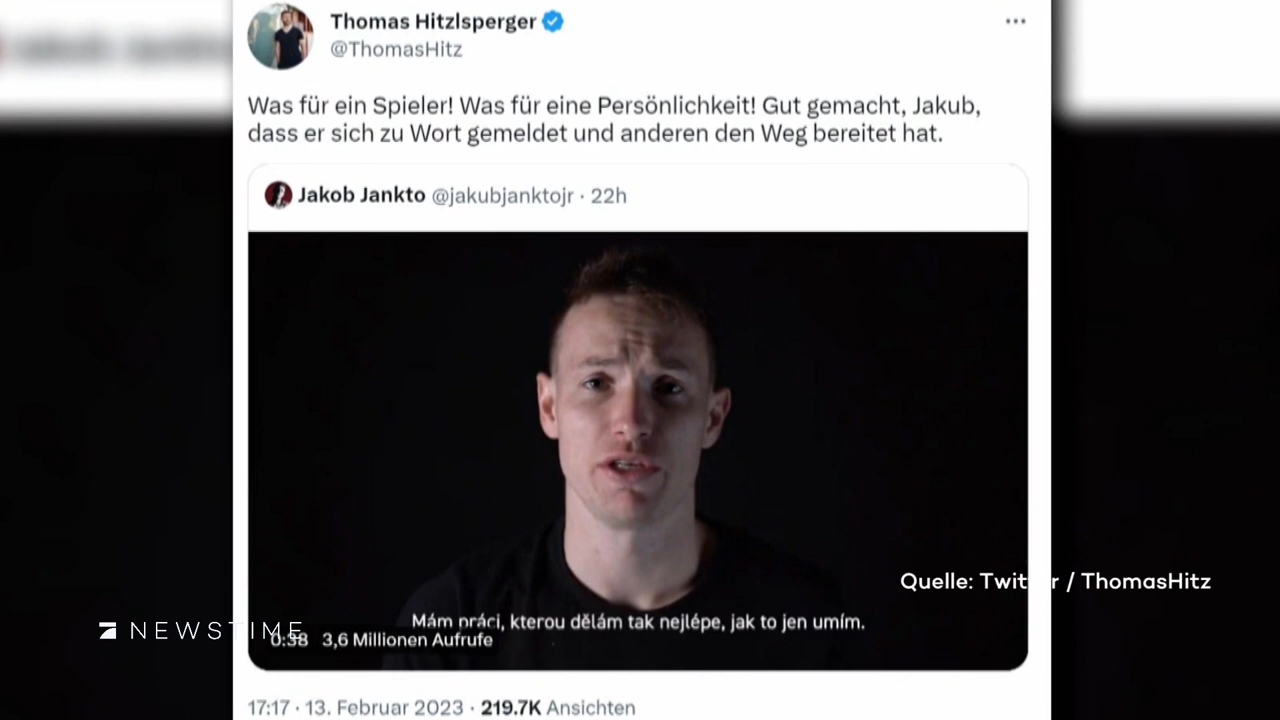 Thomas Hitzlsperger
@ThomasHitz
Was für ein Spieler! Was für eine Persönlichkeit! Gut gemacht, Jakub,
dass er sich zu Wort gemeldet und anderen den Weg bereitet hat.
Jakob Jankto @jakubjanktojr · 22h
Quelle: Twitter / ThomasHitz
Mám práci, kterou dělám tak nejlépe, jak to jen umím.
NEWSTIME
0:38 3,6 Millionen Aufrufe
17:17 · 13. Februar 2023 · 219.7K Ansichten